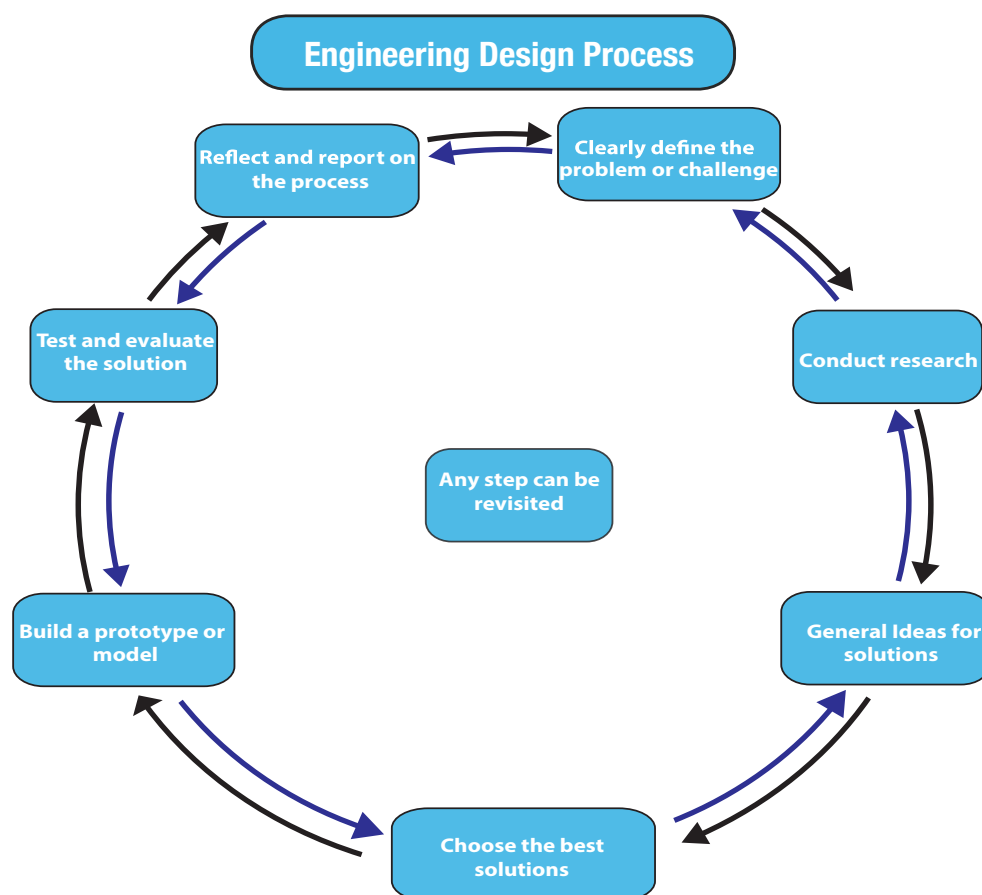 Engineering Design Process
Reflect and report on
the process
Clearly define the
problem or challenge
Test and evaluate
the solution
Conduct research
Any step can be
revisited
Build a prototype or
model
General Ideas for
solutions
Choose the best
solutions